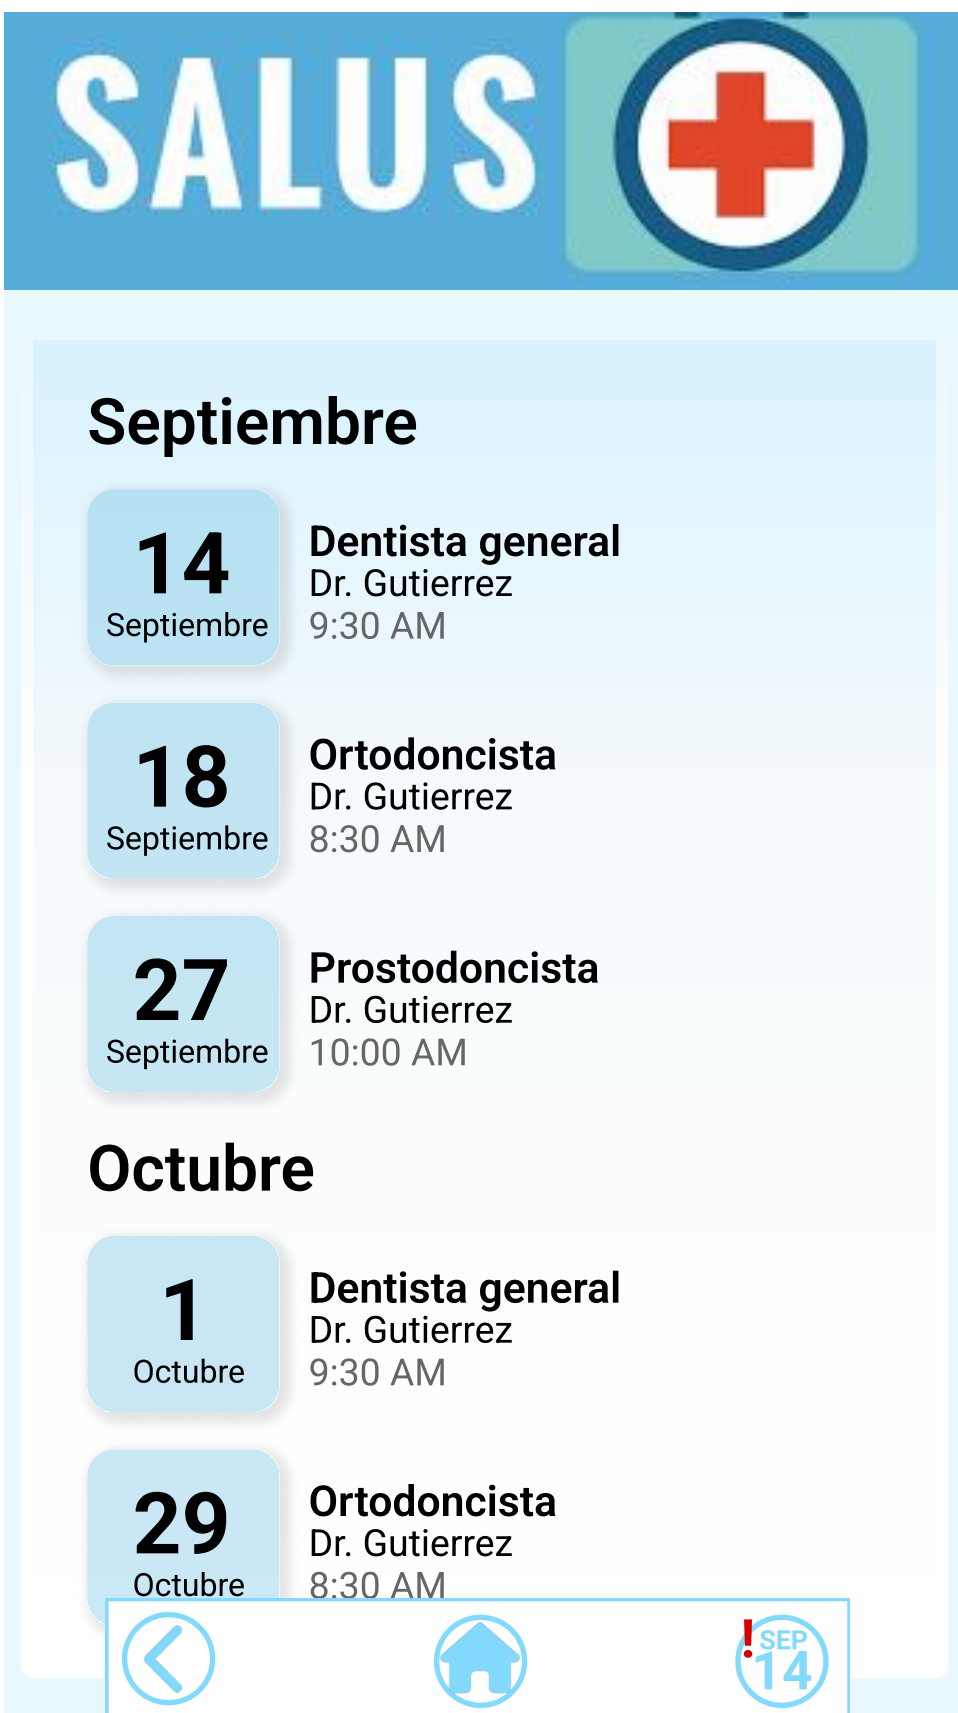 SALUS
Septiembre
14
Septiembre
Dentista general
Dr. Gutierrez
9:30 AM
18
Septiembre
Ortodoncista
Dr. Gutierrez
8:30 AM
27
Septiembre
Prostodoncista
Dr. Gutierrez
10:00 AM
Octubre
1
Octubre
Dentista general
Dr. Gutierrez
9:30 AM
29
Octubre
Ortodoncista
Dr. Gutierrez
8:30 AM
! SEP
14